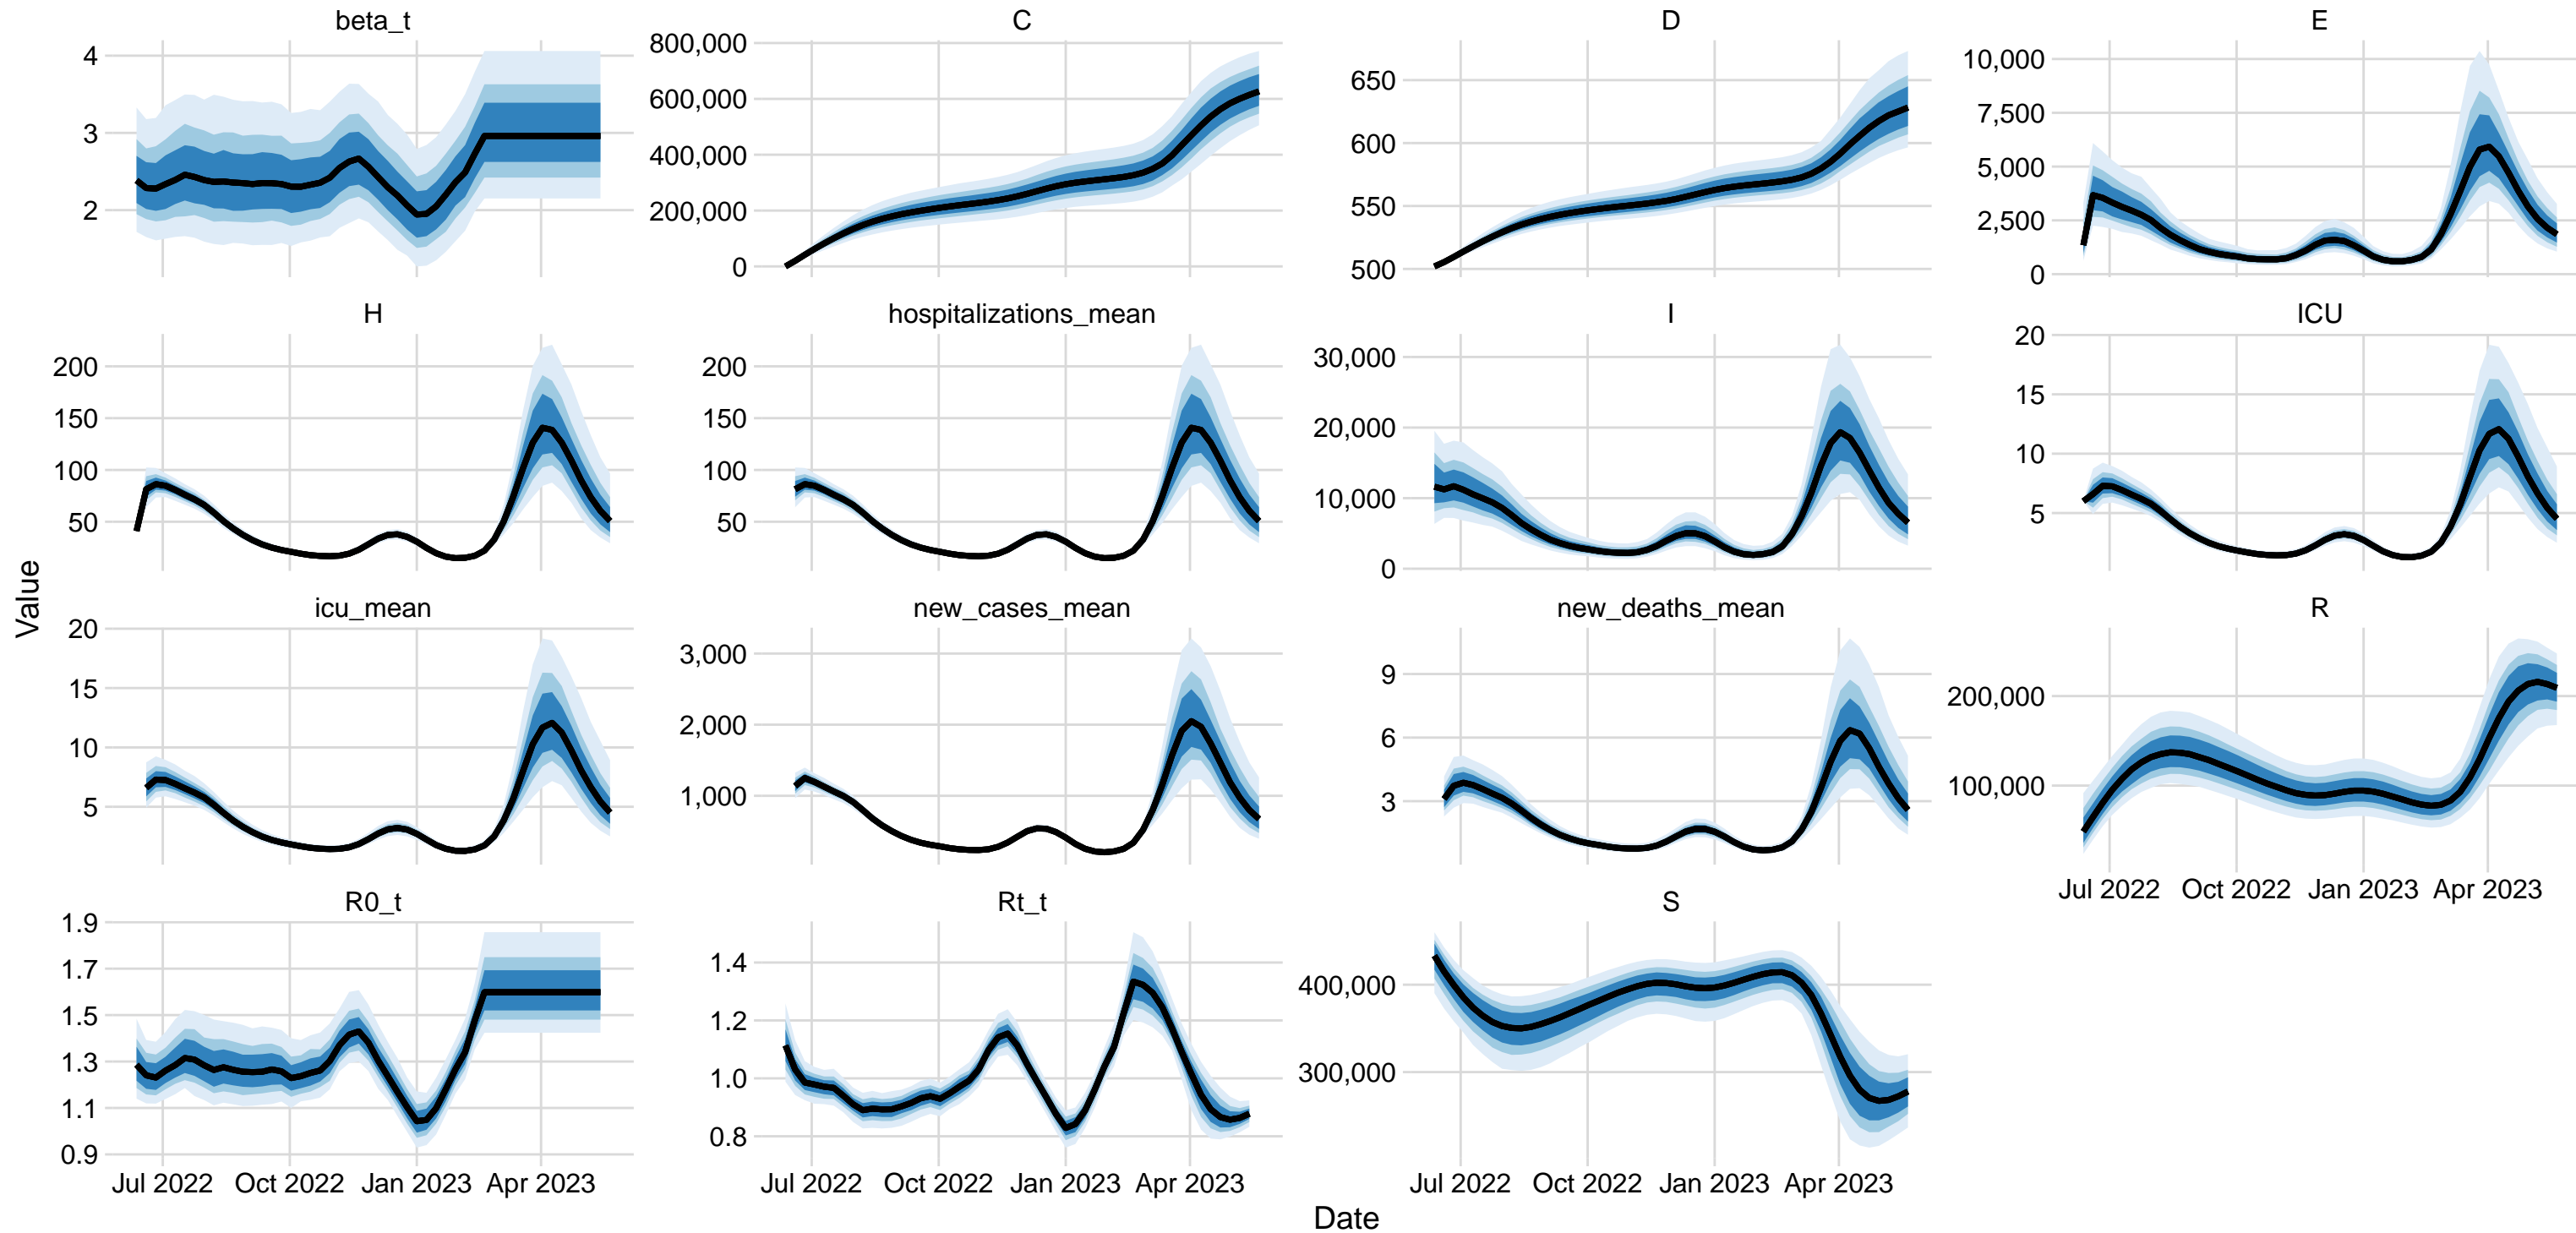 beta_t
C
D
E
4
3
2
800,000
600,000
400,000
200,000
0
650
600
550
500
10,000
7,500
5,000
2,500
0
H
hospitalizations_mean
I
ICU
200
150
100
50
200
150
100
50
30,000
20,000
10,000
0
20
15
10
5
icu_mean
new_cases_mean
new_deaths_mean
R
20
15
10
5
3,000
2,000
1,000
9
6
3
200,000
100,000
Jul 2022 Oct 2022 Jan 2023 Apr 2023
R0_t
Rt_t
S
1.9
1.7
1.5
1.3
1.1
0.9
1.4
1.2
1.0
0.8
400,000
300,000
Jul 2022 Oct 2022 Jan 2023 Apr 2023
Jul 2022 Oct 2022 Jan 2023 Apr 2023
Jul 2022 Oct 2022 Jan 2023 Apr 2023
Value
Date